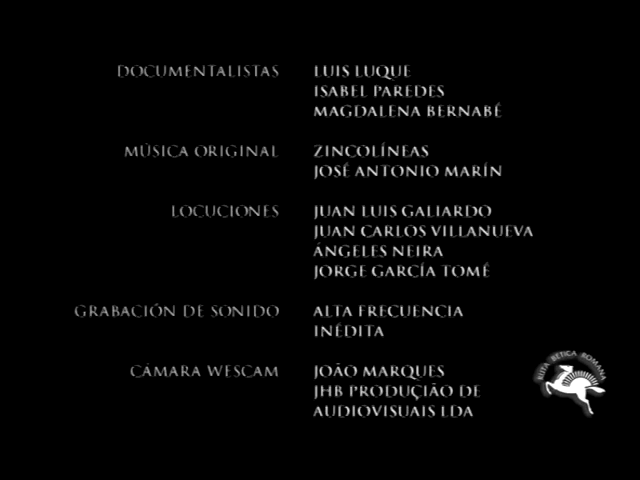 DOCUMENTALISTAS LUIS LUQUE
ISABEL PAREDES
MAGDALENA BERNABÉ
MÚSICA ORIGINAL ZINCOLÍNEAS
JOSÉ ANTONIO MARÍN
LOCUCIONES JUAN LUIS GALIARDO
JUAN CARLOS VILLANUEVA
ÁNGELES NEIRA
JORGE GARCÍA TOMÉ
GRABACIÓN DE SONIDO ALTA FRECUENCIA
INÉDITA
CÁMARA WESCAM JOÃO MARQUES
JHB PRODUÇIÃO DE
AUDIOVISUAIS LDA
RUTA BETICA ROMANA